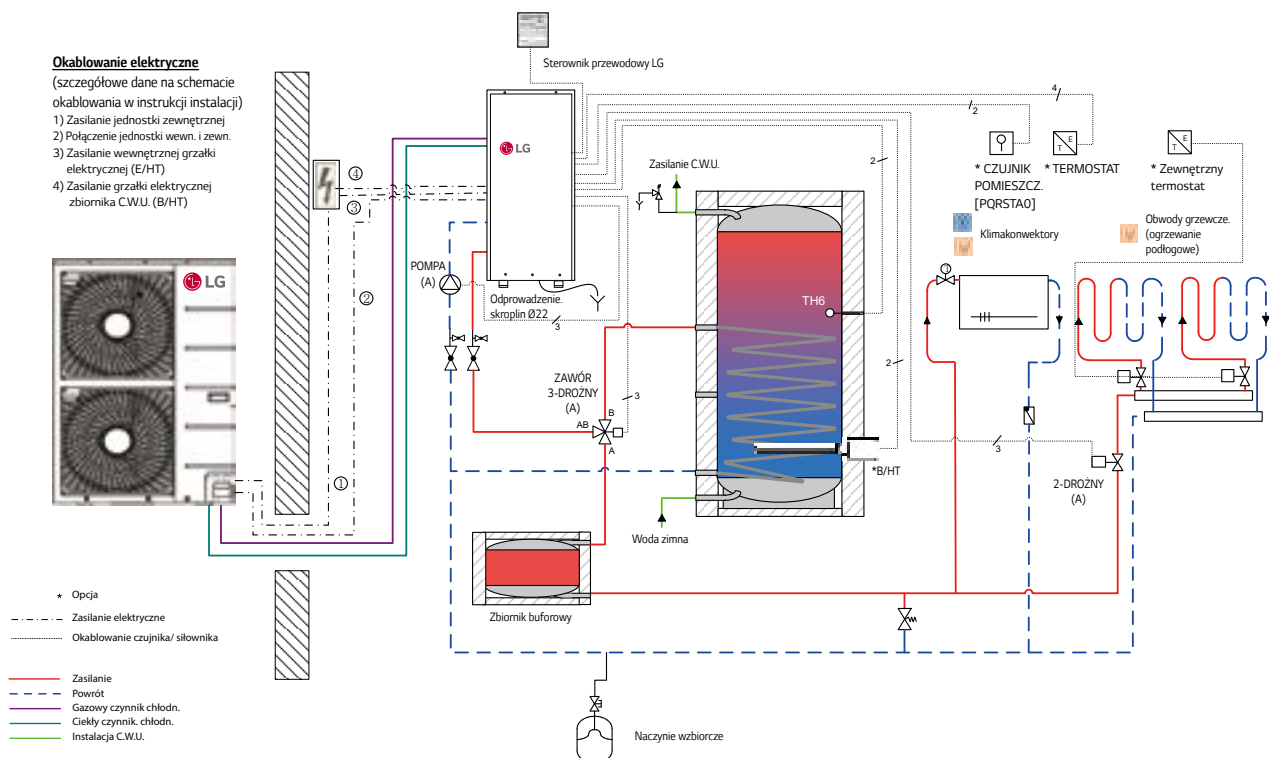 Okablowanie elektryczne
(szczegółowe dane na schemacie
okablowania w instrukcji instalacji)
1) Zasilanie jednostki zewnętrznej
2) Połączenie jednostki wewn. i zewn.
3) Zasilanie wewnętrznej grzałki
elektrycznej (E/HT)
4) Zasilanie grzałki elektrycznej
zbiornika C.W.U. (B/HT)
Sterownik przewodowy LG
LG
LG
④
③
②
①
POMPA
(A)
Odprowadzenie.
skroplin Ø22
3
ZAWÓR
3-DROŻNY
(A)
B
AB
A
3
Zasilanie C.W.U.
TH6
2
2
*B/HT
Woda zimna
Zbiornik buforowy
Naczynie wzbiorcze
4
2
* CZUJNIK
POMIESZCZ.
[PQRSTA0]
T E
* TERMOSTAT
T E
* Zewnętrzny
termostat
Klimakonwektory
Obwody grzewcze.
(ogrzewanie
podłogowe)
①
3
2-DROŻNY
(A)
* Opcja
Zasilanie elektryczne
Okablowanie czujnika/ siłownika
Zasilanie
Powrót
Gazowy czynnik chłodn.
Ciekły czynnik. chłodn.
Instalacja C.W.U.